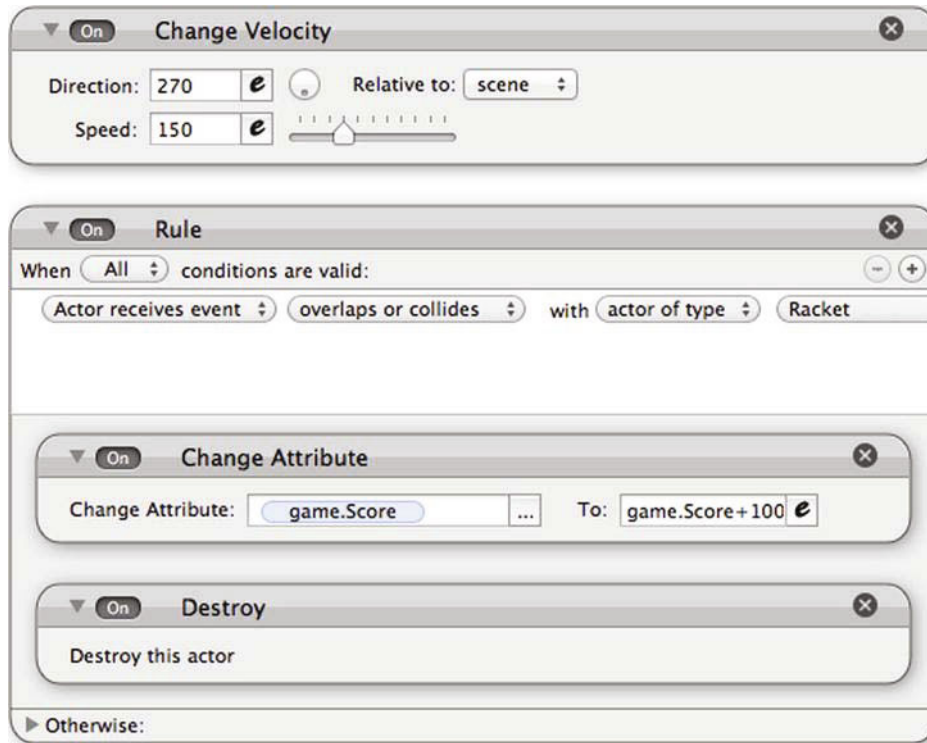 On Change Velocity
Direction: 270 e Relative to: scene
Speed: 150 e
On Rule
When All conditions are valid:
Actor receives event overlaps or collides with actor of type Racket
On Change Attribute
Change Attribute: game.Score ... To: game.Score+100 e
On Destroy
Destroy this actor
Otherwise: